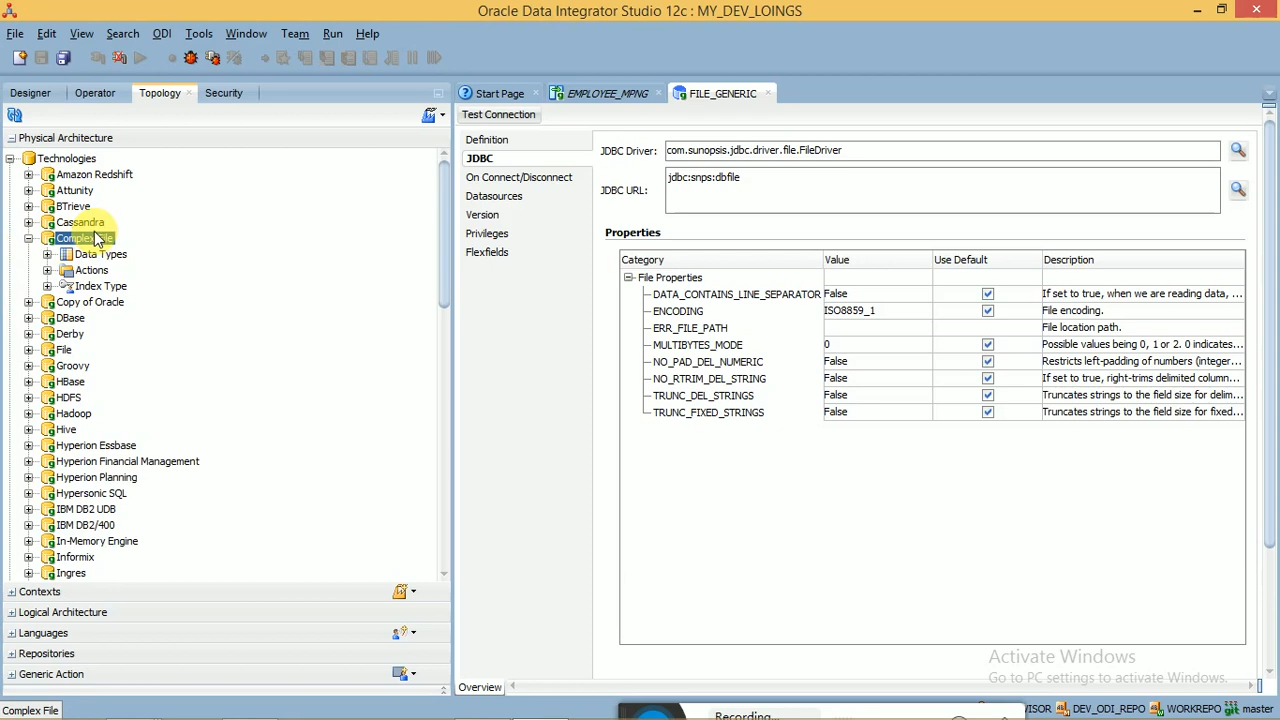 Oracle Data Integrator Studio 12c : MY_DEV_LOINGS
File Edit View Search ODI Tools Window Team Run Help
Designer Operator Topology Security
Start Page EMPLOYEE_MPNG FILE_GENERIC
Test Connection
Physical Architecture
Technologies
Amazon Redshift
Attunity
BTrieve
Cassandra
Complex File
Data Types
Actions
Index Type
Copy of Oracle
DBase
Derby
File
Groovy
HBase
HDFS
Hadoop
Hive
Hyperion Essbase
Hyperion Financial Management
Hyperion Planning
Hypersonic SQL
IBM DB2 UDB
IBM DB2/400
In-Memory Engine
Informix
Ingres
Contexts
Logical Architecture
Languages
Repositories
Generic Action
Definition
JDBC
On Connect/Disconnect
Datasources
Version
Privileges
Flexfields
JDBC Driver: com.sunopsis.jdbc.driver.file.FileDriver
JDBC URL: jdbc:snps:dbfile
Properties
Category Value Use Default Description
File Properties
DATA_CONTAINS_LINE_SEPARATOR False If set to true, when we are reading data, ...
ENCODING ISO8859_1 File encoding.
ERR_FILE_PATH File location path.
MULTIBYTES_MODE 0 Possible values being 0, 1 or 2. 0 indicates...
NO_PAD_DEL_NUMERIC False Restricts left-padding of numbers (integer...
NO_RTRIM_DEL_STRING False If set to true, right-trims delimited column...
TRUNC_DEL_STRINGS False Truncates strings to the field size for delim...
TRUNC_FIXED_STRINGS False Truncates strings to the field size for fixed...
Activate Windows
Go to PC settings to activate Windows.
Overview
Complex File
Recording...
VISOR DEV_ODI_REPO WORKREPO master